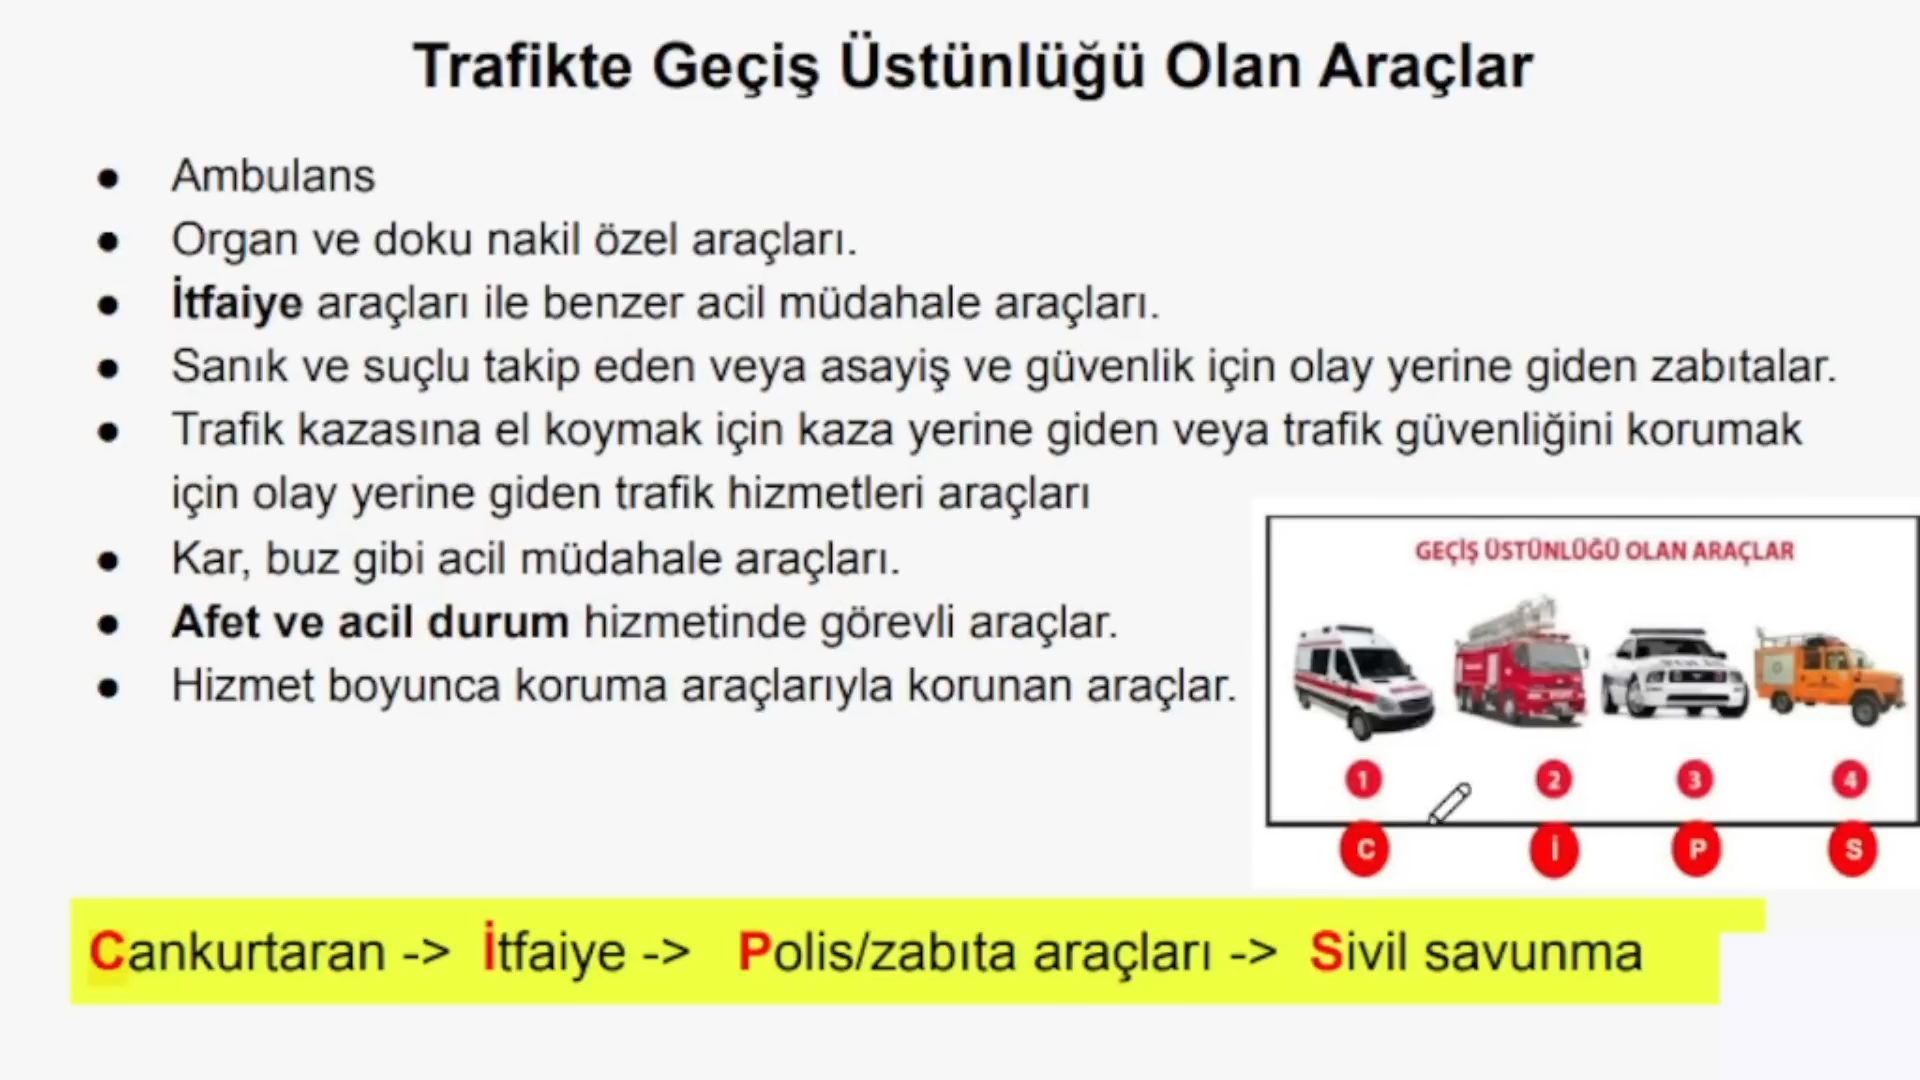 Trafikte Geçiş Üstünlüğü Olan Araçlar
● Ambulans
● Organ ve doku nakil özel araçları.
● İtfaiye araçları ile benzer acil müdahale araçları.
● Sanık ve suçlu takip eden veya asayiş ve güvenlik için olay yerine giden zabıtalar.
● Trafik kazasına el koymak için kaza yerine giden veya trafik güvenliğini korumak
için olay yerine giden trafik hizmetleri araçları
● Kar, buz gibi acil müdahale araçları.
● Afet ve acil durum hizmetinde görevli araçlar.
● Hizmet boyunca koruma araçlarıyla korunan araçlar.
GEÇİŞ ÜSTÜNLÜĞÜ OLAN ARAÇLAR
1 2 3 4
C İ P S
Cankurtaran -> İtfaiye -> Polis/zabıta araçları -> Sivil savunma